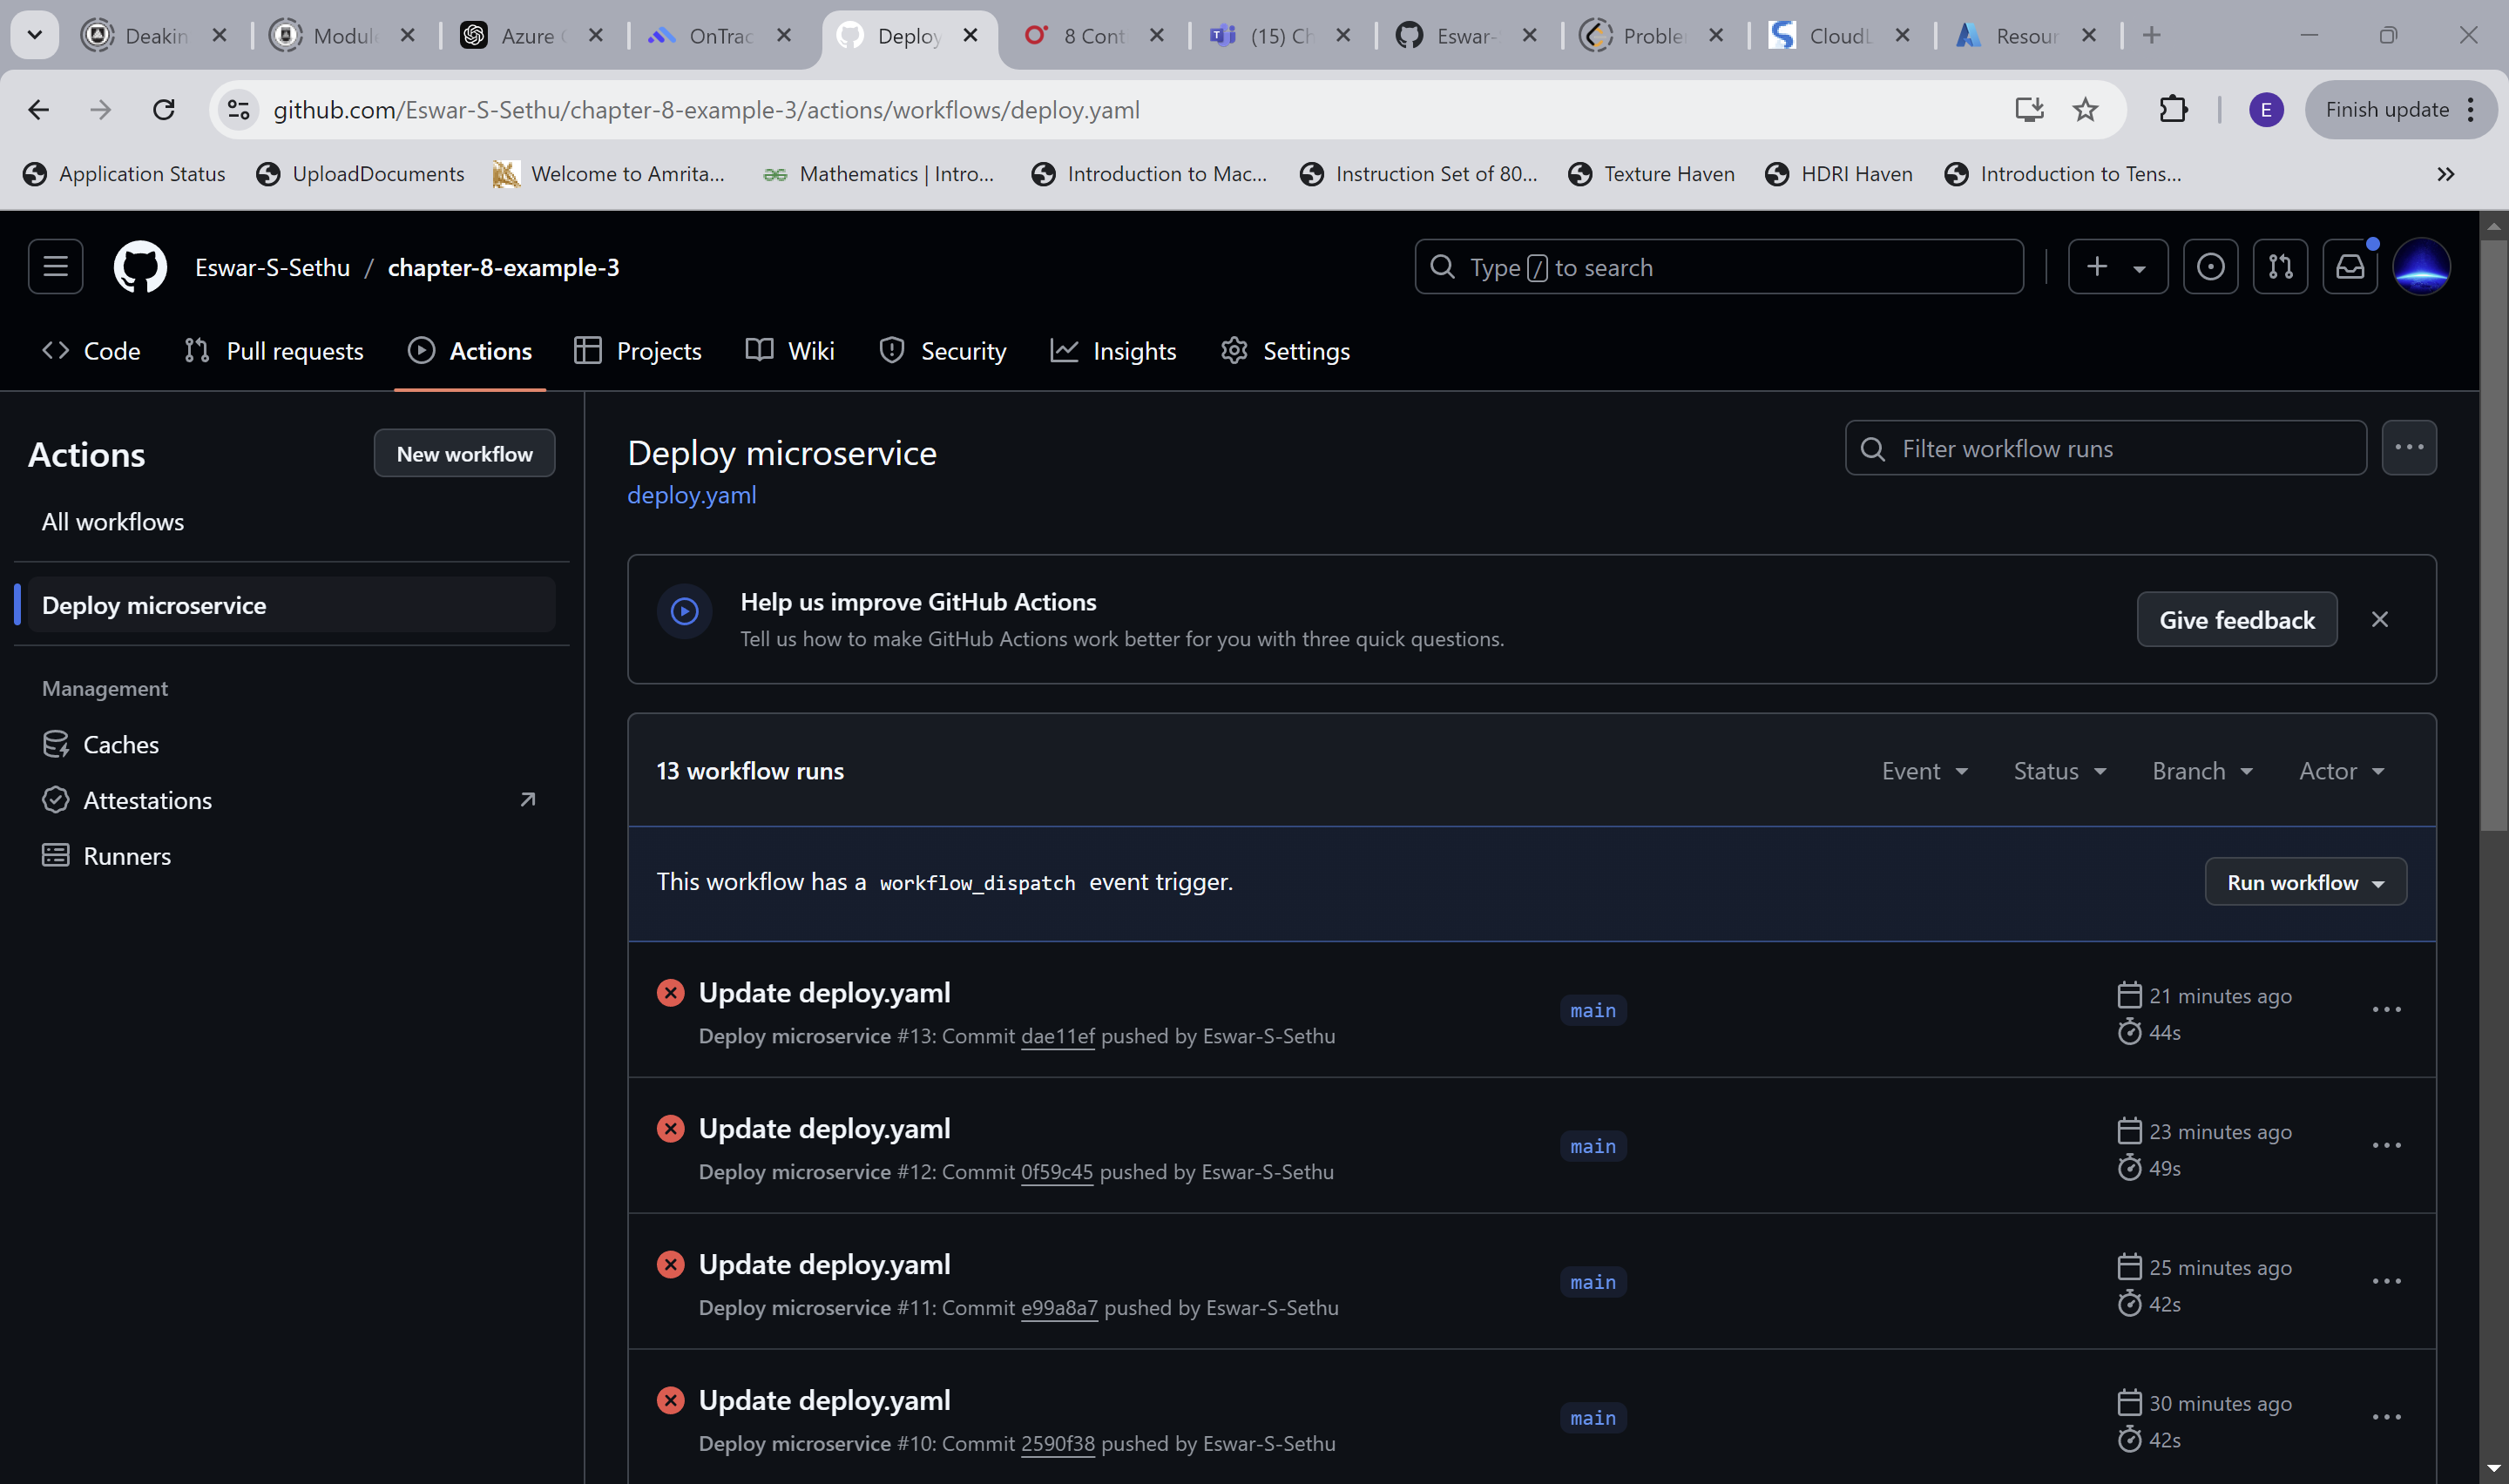 Deakin
Module
Azure
OnTrac
Deploy
8 Cont
(15) Ch
Eswar-
Problem
CloudL
Resour
github.com/Eswar-S-Sethu/chapter-8-example-3/actions/workflows/deploy.yaml
E
Finish update
Application Status
UploadDocuments
Welcome to Amrita...
Mathematics | Intro...
Introduction to Mac...
Instruction Set of 80...
Texture Haven
HDRI Haven
Introduction to Tens...
Eswar-S-Sethu / chapter-8-example-3
Type / to search
Code
Pull requests
Actions
Projects
Wiki
Security
Insights
Settings
Actions
New workflow
All workflows
Deploy microservice
Management
Caches
Attestations
Runners
Deploy microservice
deploy.yaml
Filter workflow runs
Help us improve GitHub Actions
Tell us how to make GitHub Actions work better for you with three quick questions.
Give feedback
13 workflow runs
Event
Status
Branch
Actor
This workflow has a workflow_dispatch event trigger.
Run workflow
Update deploy.yaml
Deploy microservice #13: Commit dae11ef pushed by Eswar-S-Sethu
main
21 minutes ago
44s
Update deploy.yaml
Deploy microservice #12: Commit 0f59c45 pushed by Eswar-S-Sethu
main
23 minutes ago
49s
Update deploy.yaml
Deploy microservice #11: Commit e99a8a7 pushed by Eswar-S-Sethu
main
25 minutes ago
42s
Update deploy.yaml
Deploy microservice #10: Commit 2590f38 pushed by Eswar-S-Sethu
main
30 minutes ago
42s